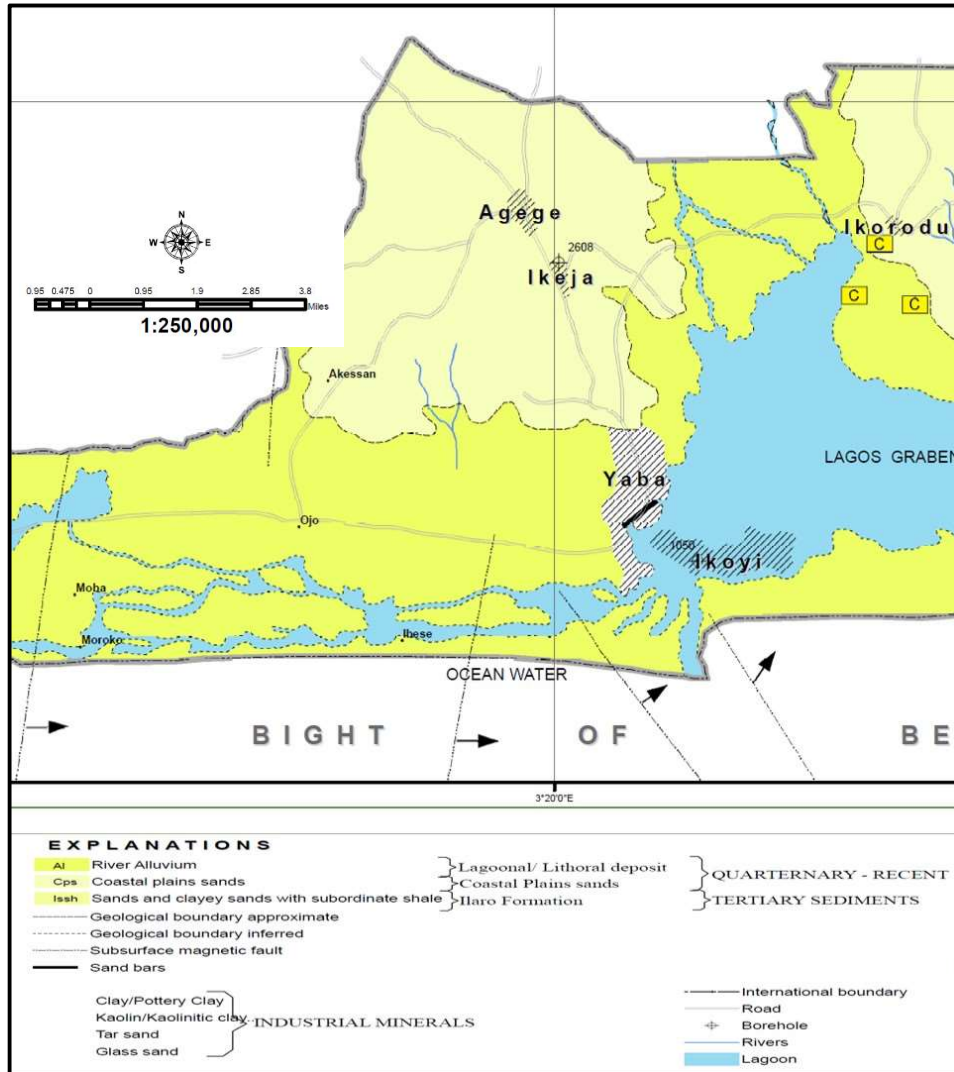 Agege
Ikorodu
C
2608
Ikeja
N
W E
S
0.95 0.475 0 0.95 1.9 2.85 3.8
Miles
1:250,000
C
C
Akessan
LAGOS GRABEN
Yaba
Ojo
1050
Ikoyi
Moba
Moroko
Ibese
OCEAN WATER
BIGHT OF BE
3°20'0"E
EXPLANATIONS
Al River Alluvium
Cps Coastal plains sands
Issh Sands and clayey sands with subordinate shale
Lagoonal/ Lithoral deposit
Coastal Plains sands
Ilaro Formation
QUARTERNARY - RECENT
TERTIARY SEDIMENTS
Geological boundary approximate
Geological boundary inferred
Subsurface magnetic fault
Sand bars
Clay/Pottery Clay
Kaolin/Kaolinitic clay..
Tar sand
Glass sand
INDUSTRIAL MINERALS
International boundary
Road
Borehole
Rivers
Lagoon